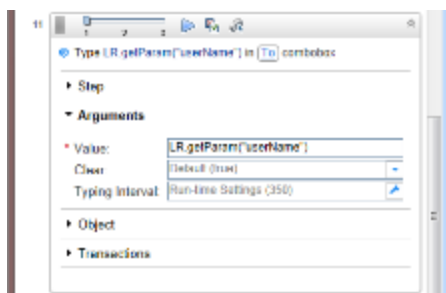 11
1 2 3
Type LR.getParam("userName") in To combobox
Step
Arguments
* Value: LR.getParam("userName")
Clear Default (true)
Typing Interval: Run-time Settings (350)
Object
Transactions